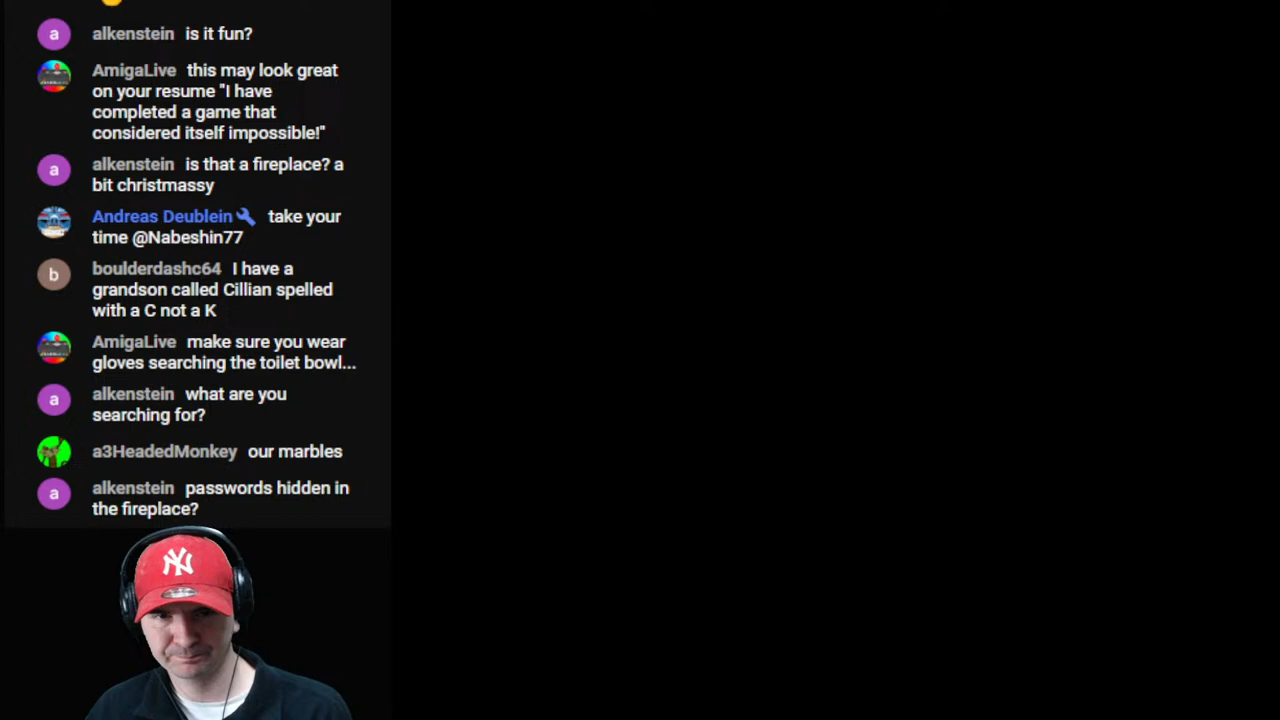 alkenstein is it fun?
AmigaLive this may look great
on your resume "I have
completed a game that
considered itself impossible!"
alkenstein is that a fireplace? a
bit christmassy
Andreas Deublein take your
time @Nabeshin77
boulderdashc64 I have a
grandson called Cillian spelled
with a C not a K
AmigaLive make sure you wear
gloves searching the toilet bowl...
alkenstein what are you
searching for?
a3HeadedMonkey our marbles
alkenstein passwords hidden in
the fireplace?
NY